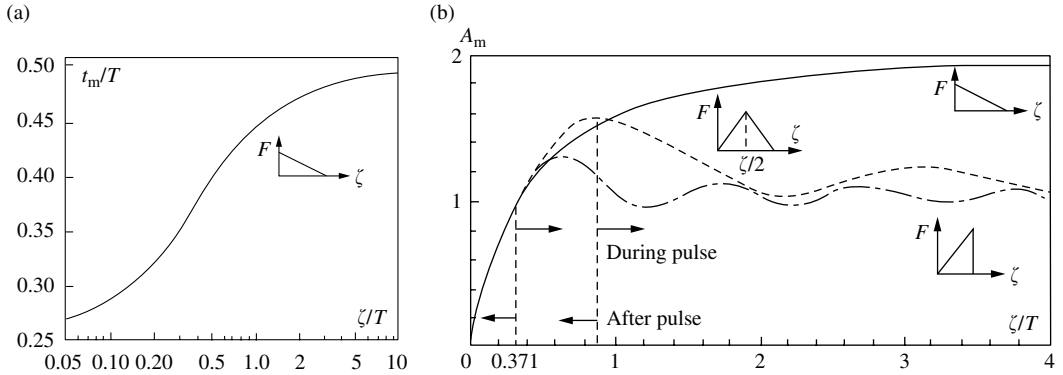 (a)
0.50
t_m/T
0.45
0.40
0.35
0.30
0.25
F
ζ
ζ/T
0.05
0.10
0.20
0.5
1.0
2
5
10
(b)
A_m
2
1
0
F
ζ
ζ/2
F
ζ
F
ζ
During pulse
After pulse
ζ/T
0
0.371
1
2
3
4